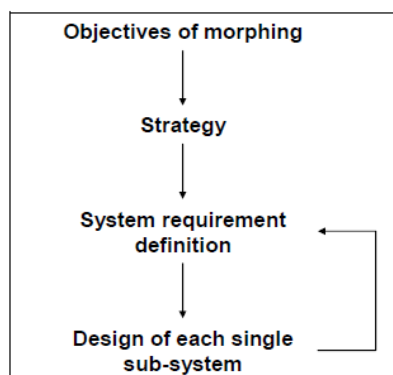 Objectives of morphing
Strategy
System requirement
definition
Design of each single
sub-system